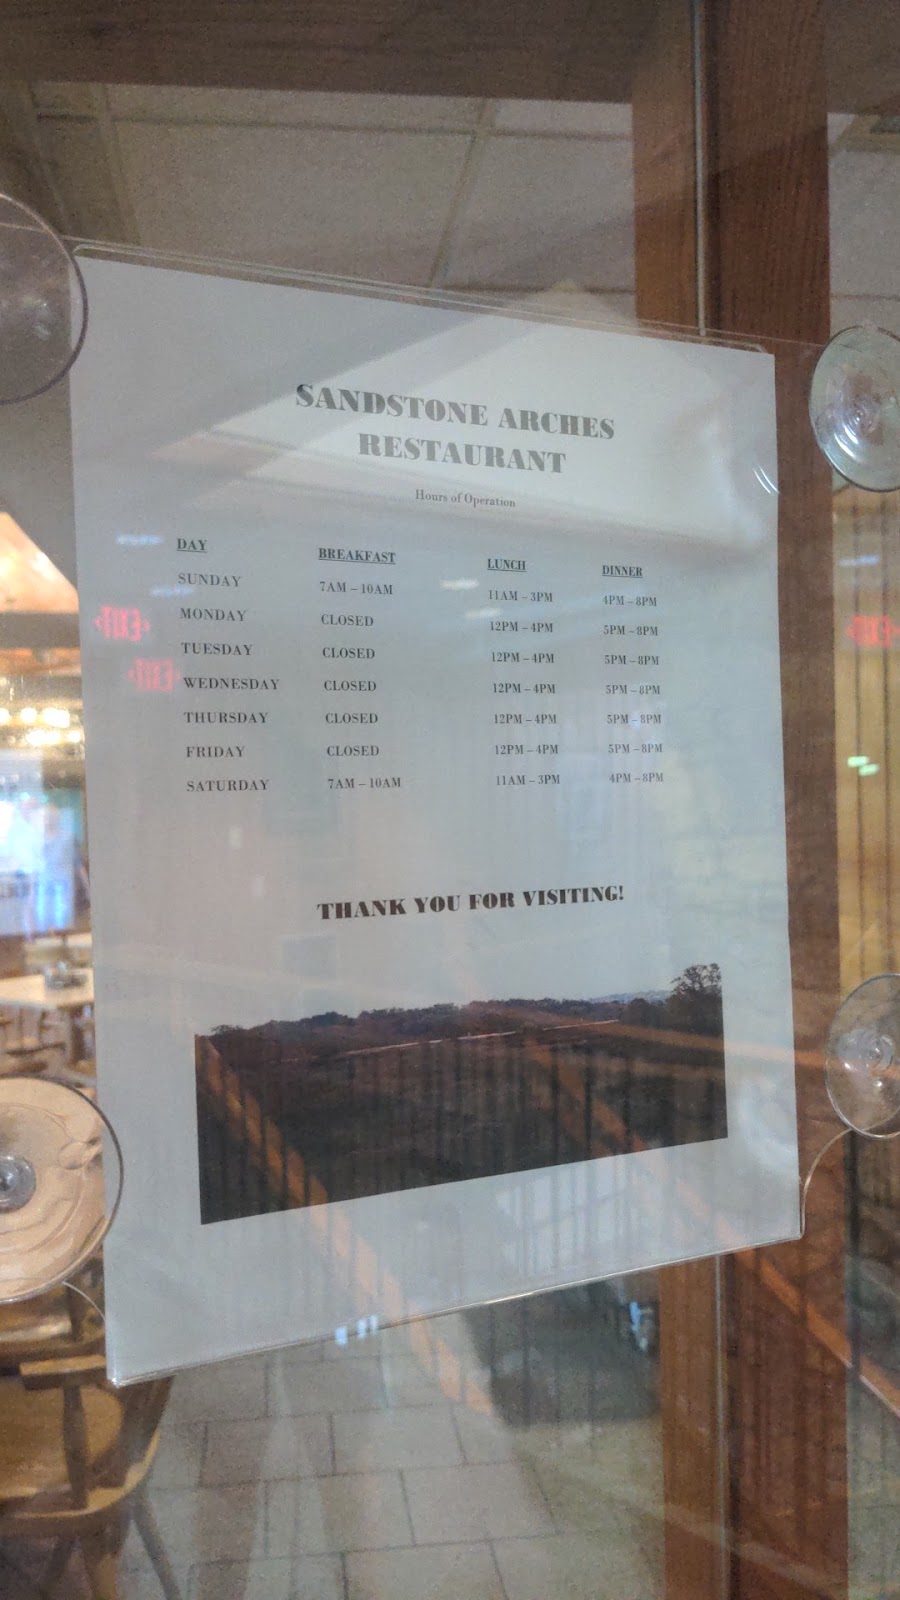 SANDSTONE ARCHES
RESTAURANT
Hours of Operation
DAY BREAKFAST LUNCH DINNER
SUNDAY 7AM – 10AM 11AM – 3PM 4PM – 8PM
MONDAY CLOSED 12PM – 4PM 5PM – 8PM
TUESDAY CLOSED 12PM – 4PM 5PM – 8PM
WEDNESDAY CLOSED 12PM – 4PM 5PM – 8PM
THURSDAY CLOSED 12PM – 4PM 5PM – 8PM
FRIDAY CLOSED 12PM – 4PM 5PM – 8PM
SATURDAY 7AM – 10AM 11AM – 3PM 4PM – 8PM
THANK YOU FOR VISITING!
EXIT
EXIT
EXIT